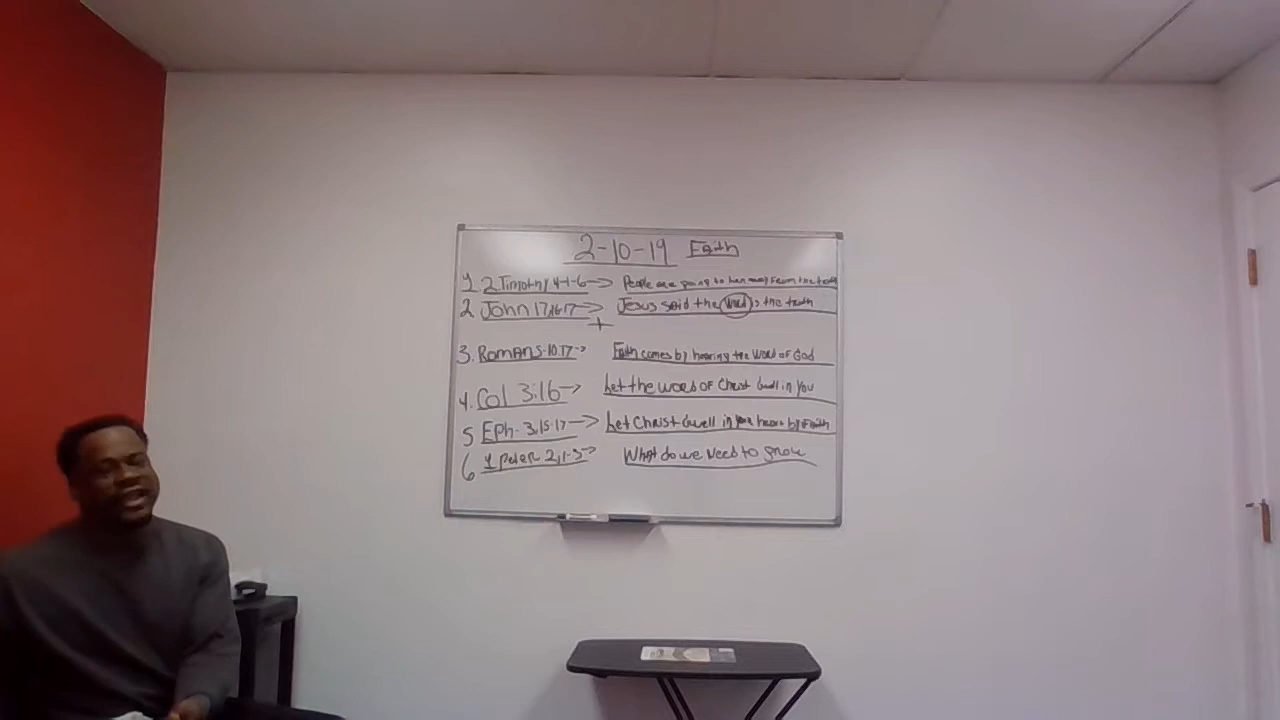 2-10-19 Faith
1 2 Timothy 4-1-6 -> People are going to turn away from the truth
2. John 17,16-17 -> Jesus said the word is the truth
+
3. Romans-10:17-> Faith comes by hearing the word of God
4. Col 3:16 -> Let the word of Christ dwell in you
5 Eph- 3,15-17 -> Let Christ dwell in your heart by Faith
6 1 Peter 2,1-3-> What do we Need to grow